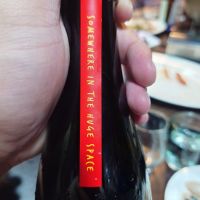 SOMEWHERE IN THE HUGE SPACE